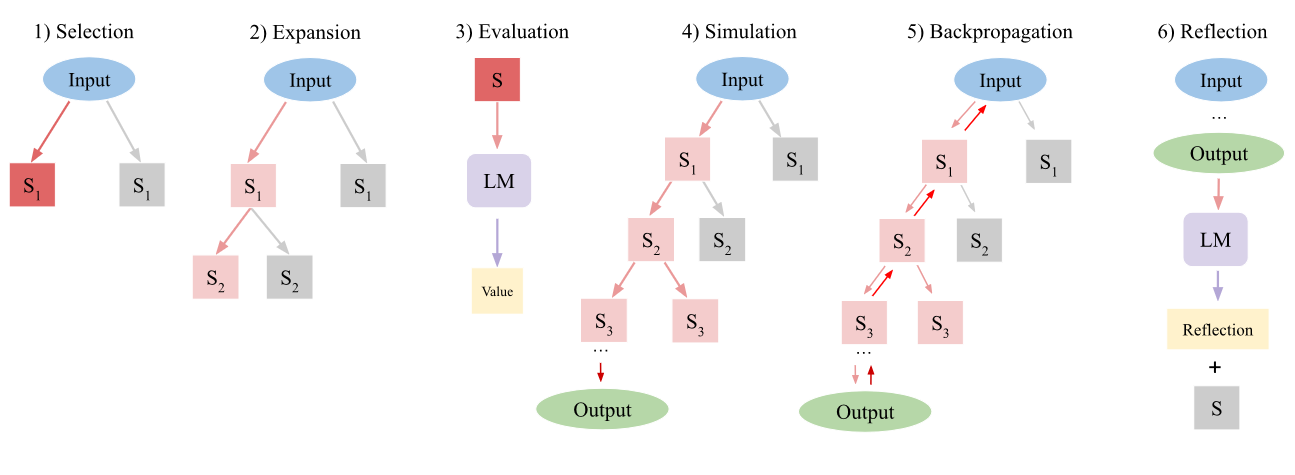 1) Selection
Input
S1
S1
2) Expansion
Input
S1
S1
S2
S2
3) Evaluation
S
LM
Value
4) Simulation
Input
S1
S1
S2
S2
S3
S3
...
Output
5) Backpropagation
Input
S1
S1
S2
S2
S3
S3
...
Output
6) Reflection
Input
...
Output
LM
Reflection
+
S